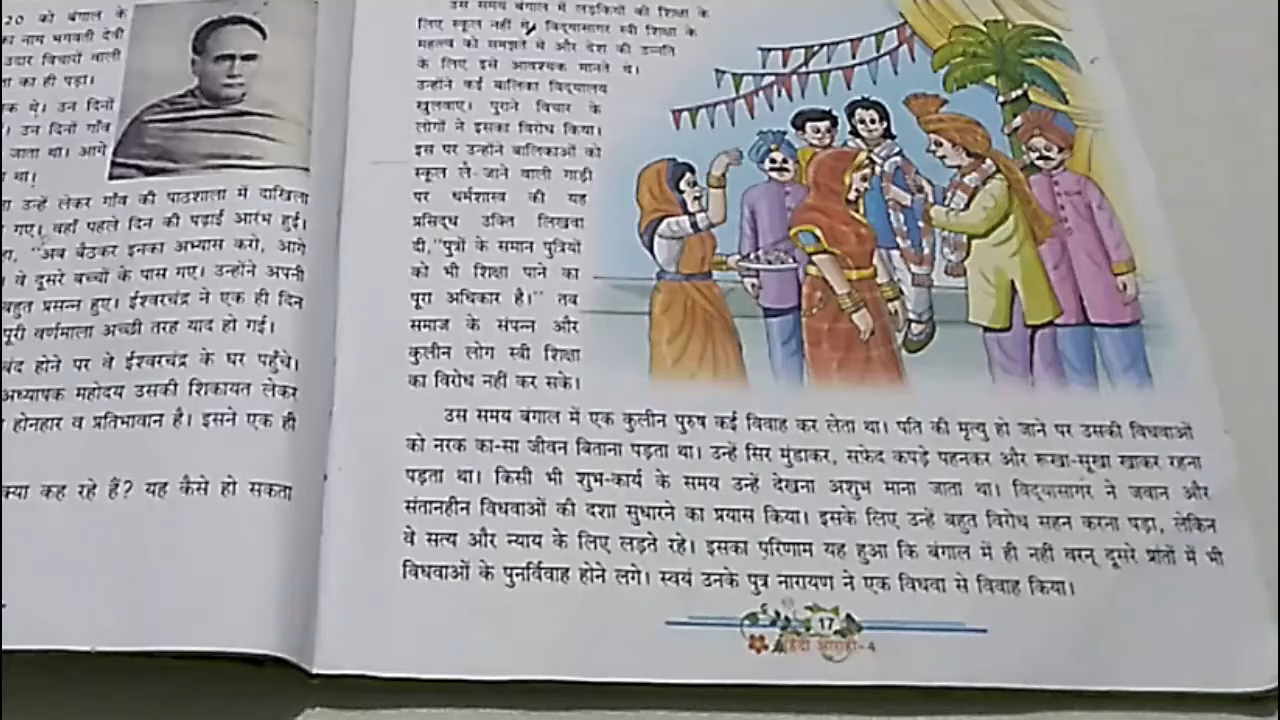 20 को बंगाल के
का नाम भगवती देवी
उदार विचारों वाली
ता का ही पड़ा।
क थे। उन दिनों
उन दिनों गाँव
जाता था। आगे
था।
उन्हें लेकर गाँव की पाठशाला में दाखिला
गए। वहाँ पहले दिन की पढ़ाई आरंभ हुई।
"अब बैठकर इनका अभ्यास करो, आगे
वे दूसरे बच्चों के पास गए। उन्होंने अपनी
बहुत प्रसन्न हुए। ईश्वरचंद्र ने एक ही दिन
पूरी वर्णमाला अच्छी तरह याद हो गई।
बंद होने पर वे ईश्वरचंद्र के घर पहुँचे।
अध्यापक महोदय उसकी शिकायत लेकर
होनहार व प्रतिभावान है। इसने एक ही
क्या कह रहे हैं? यह कैसे हो सकता
उस समय बंगाल में लड़कियों की शिक्षा के
लिए स्कूल नहीं थे, विद्यासागर स्त्री शिक्षा के
महत्त्व को समझते थे और देश की उन्नति
के लिए इसे आवश्यक मानते थे।
उन्होंने कई बालिका विद्यालय
खुलवाए। पुराने विचार के
लोगों ने इसका विरोध किया।
इस पर उन्होंने बालिकाओं को
स्कूल ले-जाने वाली गाड़ी
पर धर्मशास्त्र की यह
प्रसिद्ध उक्ति लिखवा
दी,"पुत्रों के समान पुत्रियों
को भी शिक्षा पाने का
पूरा अधिकार है।" तब
समाज के संपन्न और
कुलीन लोग स्त्री शिक्षा
का विरोध नहीं कर सके।
उस समय बंगाल में एक कुलीन पुरुष कई विवाह कर लेता था। पति की मृत्यु हो जाने पर उसकी विधवाओं
को नरक का-सा जीवन बिताना पड़ता था। उन्हें सिर मुंडाकर, सफेद कपड़े पहनकर और रूखा-सूखा खाकर रहना
पड़ता था। किसी भी शुभ-कार्य के समय उन्हें देखना अशुभ माना जाता था। विद्यासागर ने जवान और
संतानहीन विधवाओं की दशा सुधारने का प्रयास किया। इसके लिए उन्हें बहुत विरोध सहन करना पड़ा, लेकिन
वे सत्य और न्याय के लिए लड़ते रहे। इसका परिणाम यह हुआ कि बंगाल में ही नहीं वरन् दूसरे प्रांतों में भी
विधवाओं के पुनर्विवाह होने लगे। स्वयं उनके पुत्र नारायण ने एक विधवा से विवाह किया।
17
हिंदी आरोही-4